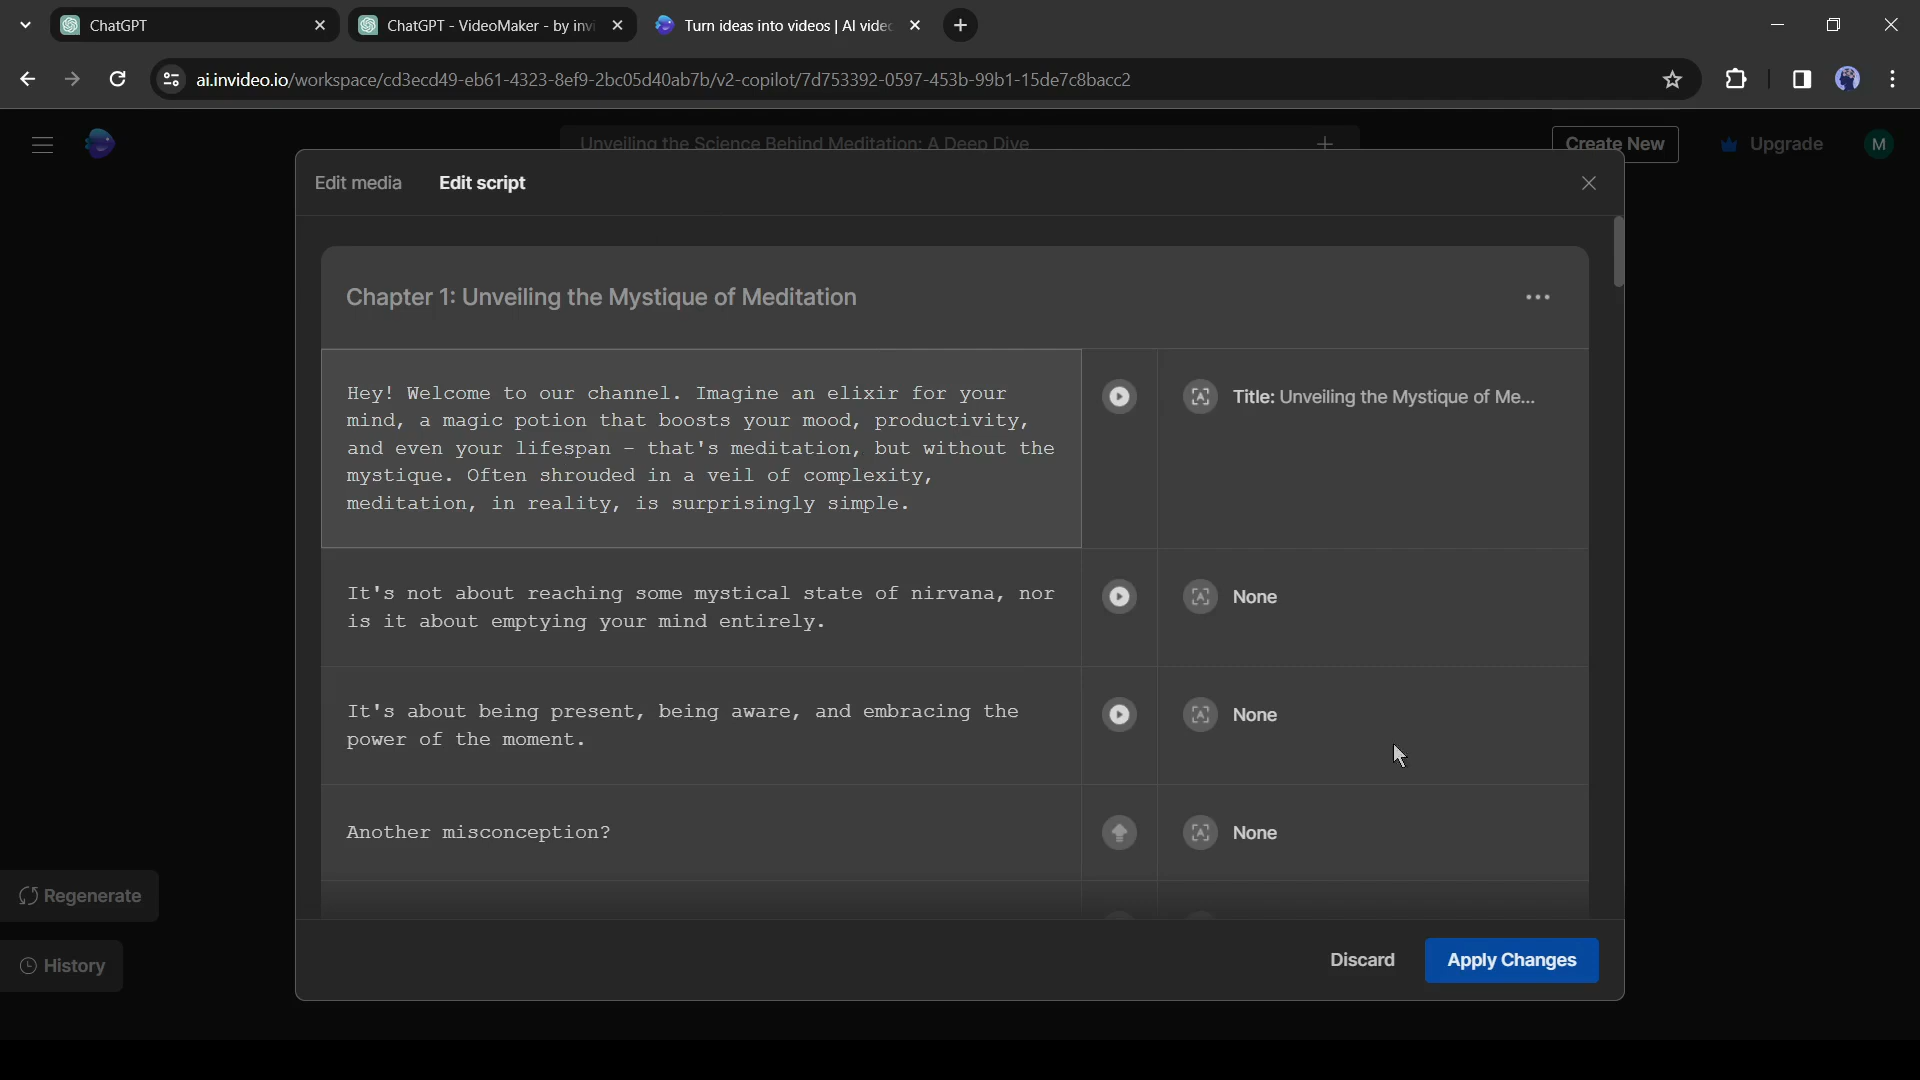 ChatGPT
ChatGPT - VideoMaker - by invi
Turn ideas into videos | AI vide
ai.invideo.io/workspace/cd3ecd49-eb61-4323-8ef9-2bc05d40ab7b/v2-copilot/7d753392-0597-453b-99b1-15de7c8bacc2
Unveiling the Science Behind Meditation: A Deep Dive
Create New
Upgrade
M
Edit media
Edit script
Chapter 1: Unveiling the Mystique of Meditation
Hey! Welcome to our channel. Imagine an elixir for your
mind, a magic potion that boosts your mood, productivity,
and even your lifespan – that's meditation, but without the
mystique. Often shrouded in a veil of complexity,
meditation, in reality, is surprisingly simple.
Title: Unveiling the Mystique of Me...
It's not about reaching some mystical state of nirvana, nor
is it about emptying your mind entirely.
None
It's about being present, being aware, and embracing the
power of the moment.
None
Another misconception?
None
Regenerate
History
Discard
Apply Changes